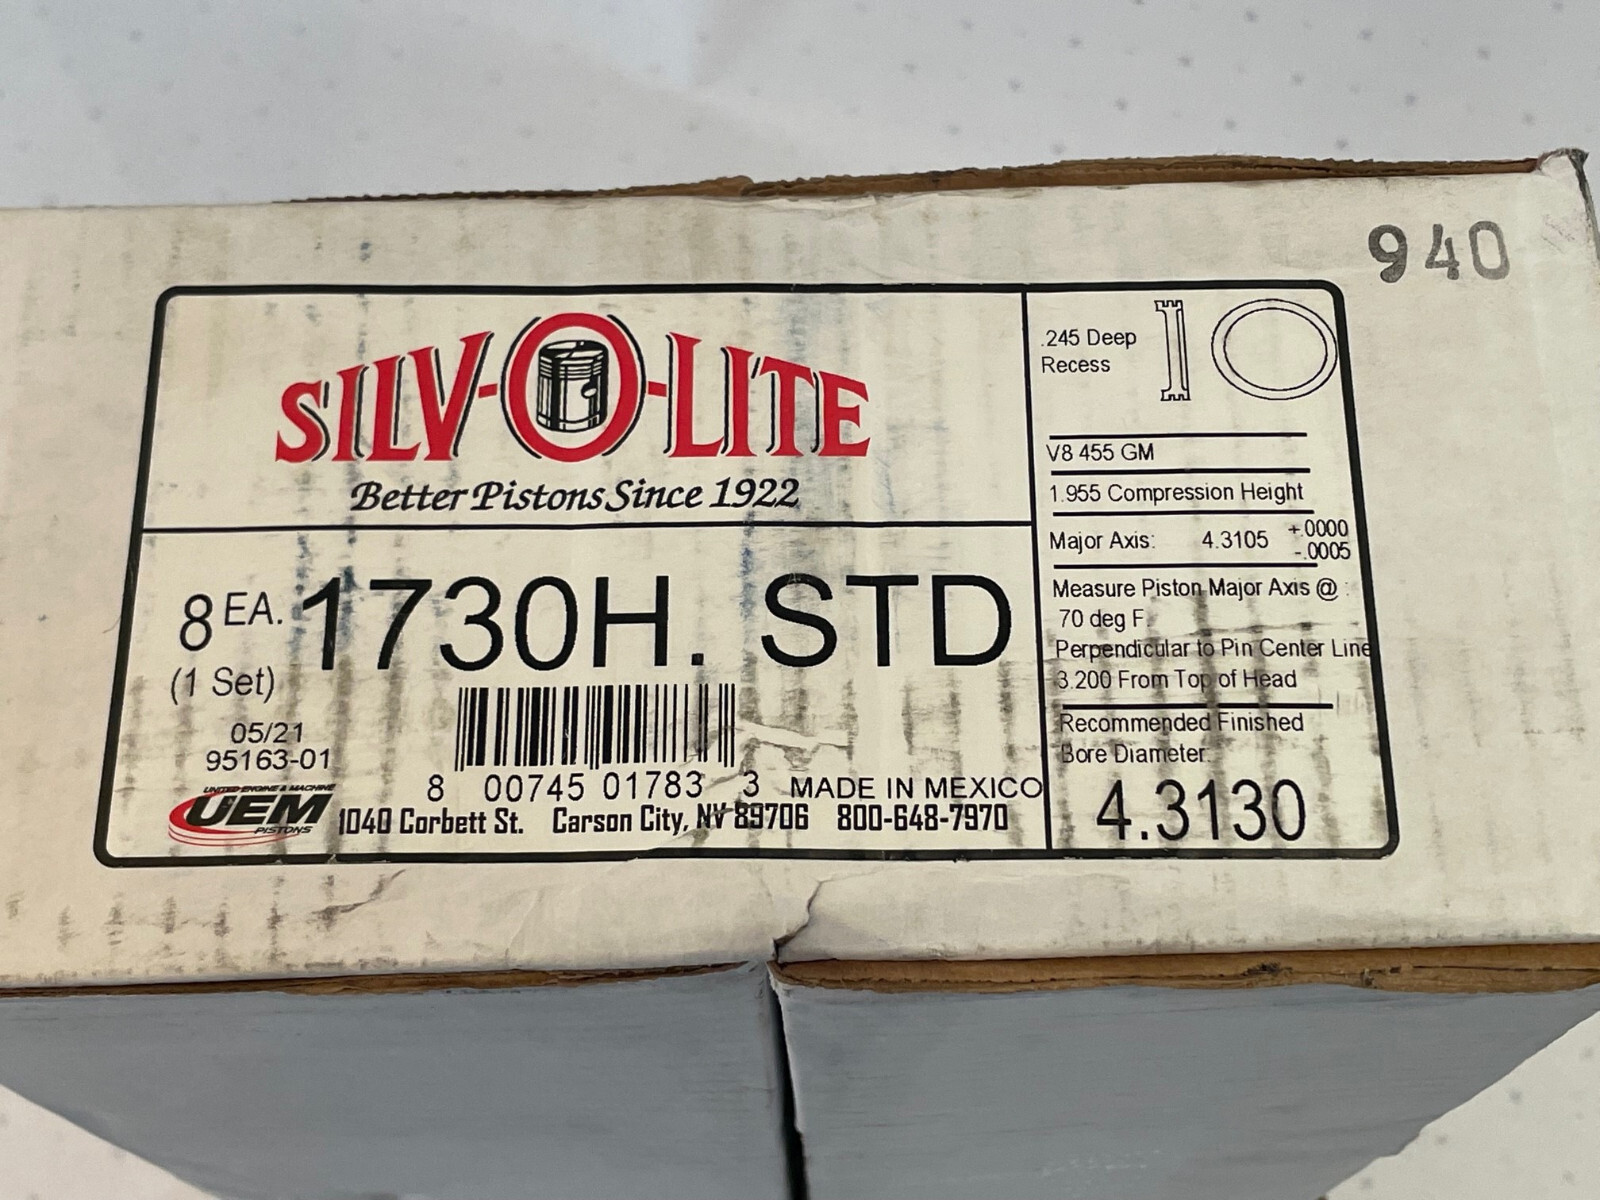 940
SILV-O-LITE
Better Pistons Since 1922
8 EA. 1730H. STD
(1 Set)
05/21
95163-01
8 00745 01783 3 MADE IN MEXICO
UNITED ENGINE & MACHINE
UEM
PISTONS
1040 Corbett St. Carson City, NV 89706 800-648-7970
.245 Deep
Recess
V8 455 GM
1.955 Compression Height
Major Axis: 4.3105 +.0000
-.0005
Measure Piston Major Axis @ :
70 deg F.
Perpendicular to Pin Center Line
3.200 From Top of Head
Recommended Finished
Bore Diameter:
4.3130